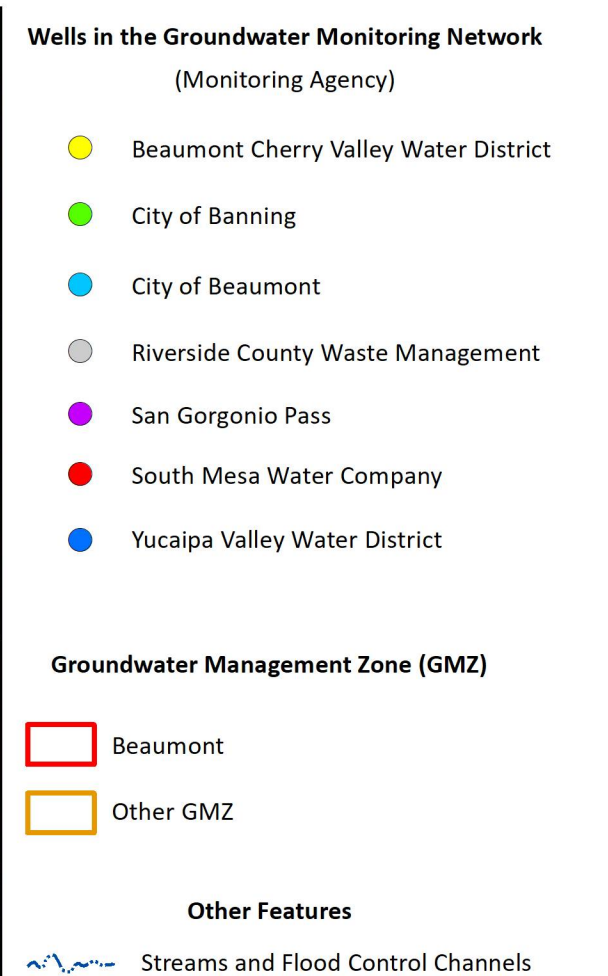 Wells in the Groundwater Monitoring Network
(Monitoring Agency)
Beaumont Cherry Valley Water District
City of Banning
City of Beaumont
Riverside County Waste Management
San Gorgonio Pass
South Mesa Water Company
Yucaipa Valley Water District
Groundwater Management Zone (GMZ)
Beaumont
Other GMZ
Other Features
Streams and Flood Control Channels